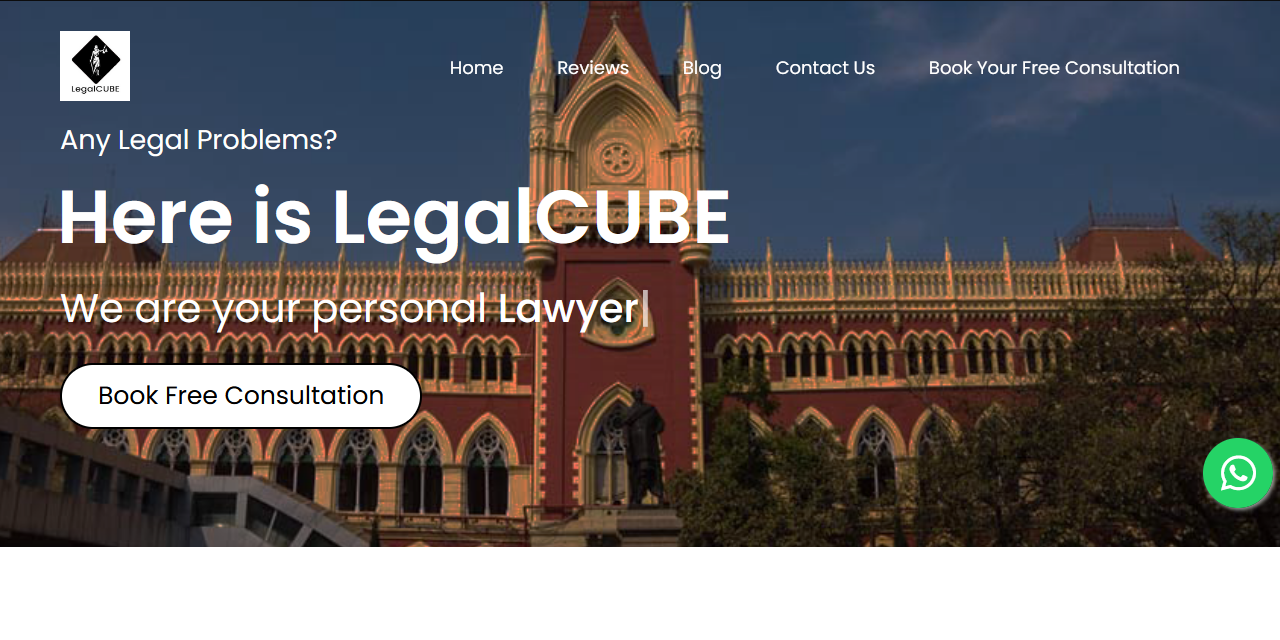 LegalCUBE
Home Reviews Blog Contact Us Book Your Free Consultation
Any Legal Problems?
Here is LegalCUBE
We are your personal Lawyer|
Book Free Consultation